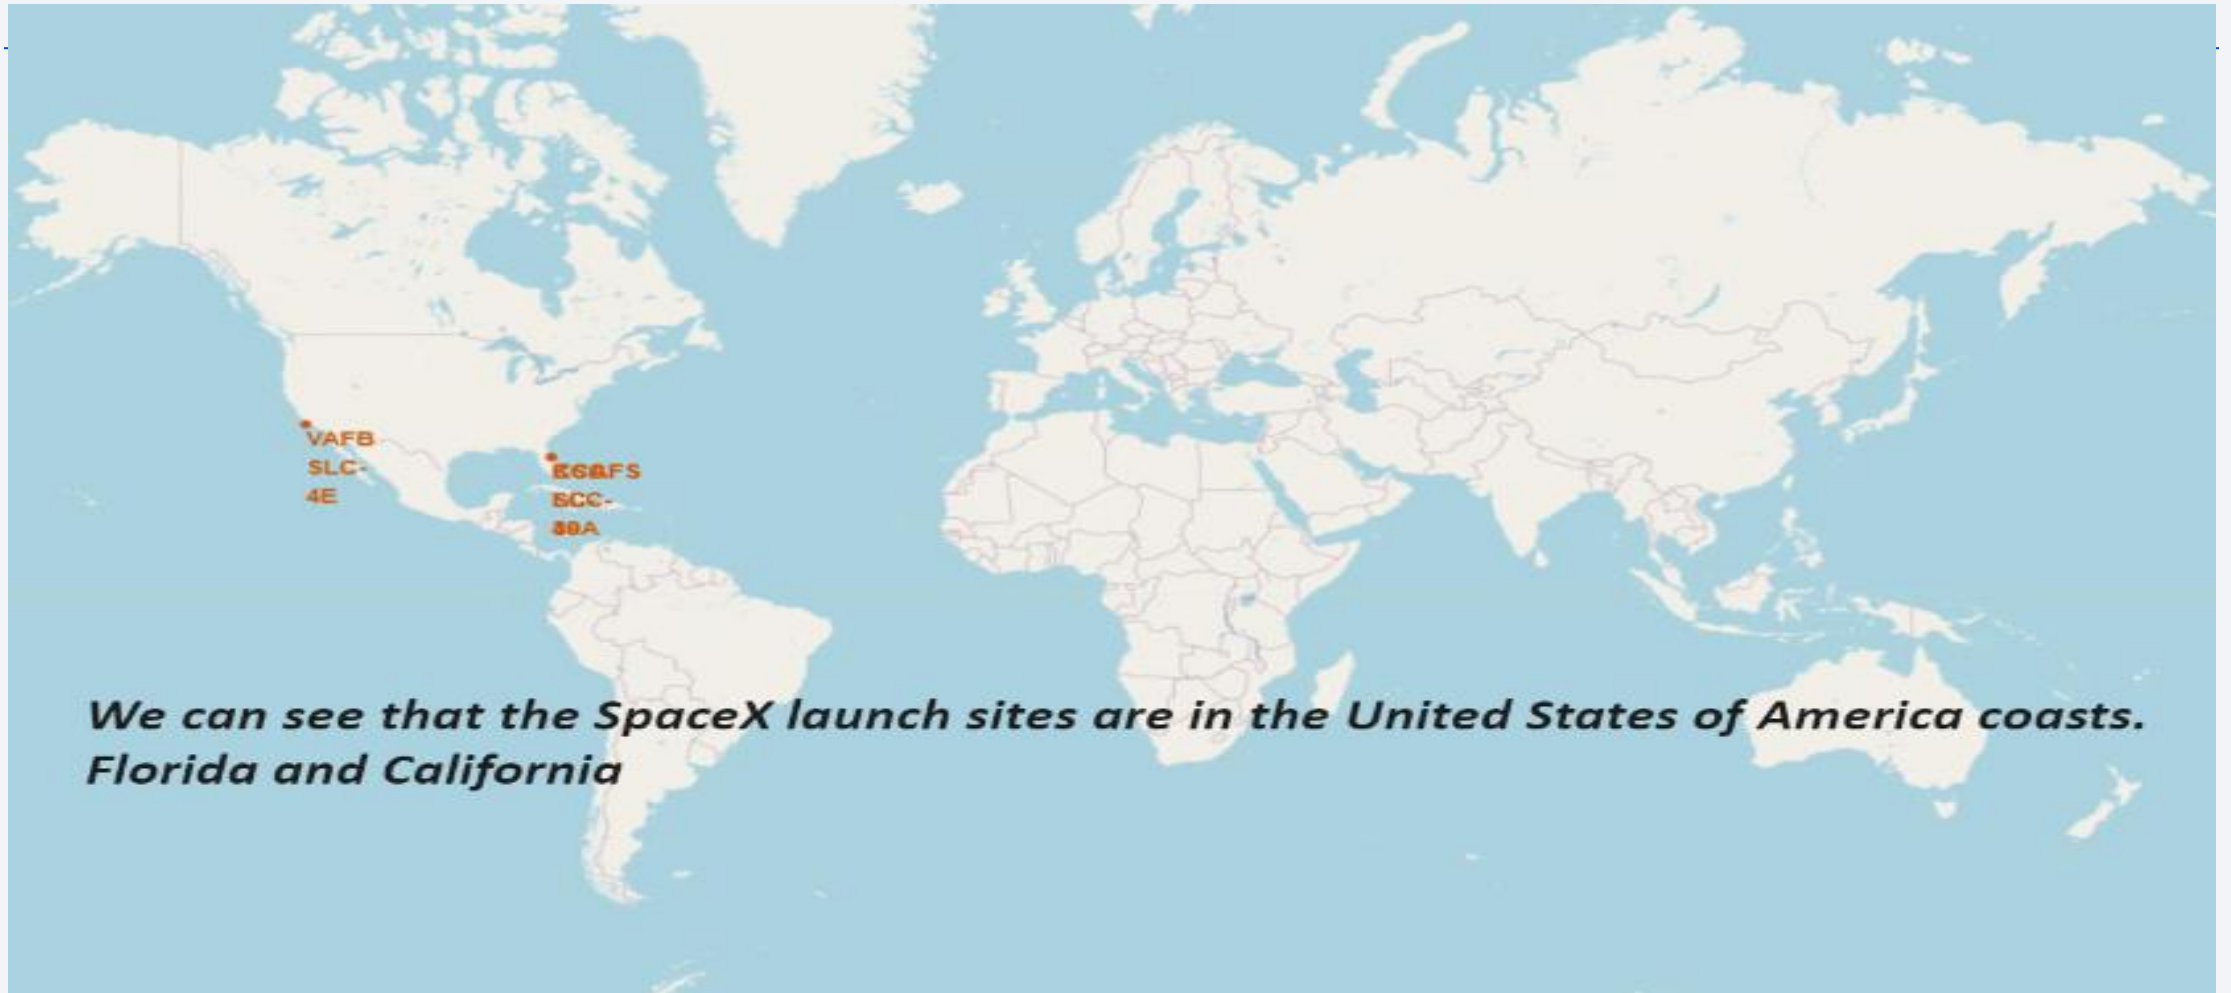 VAFB
SLC-
4E
We can see that the SpaceX launch sites are in the United States of America coasts.
Florida and California